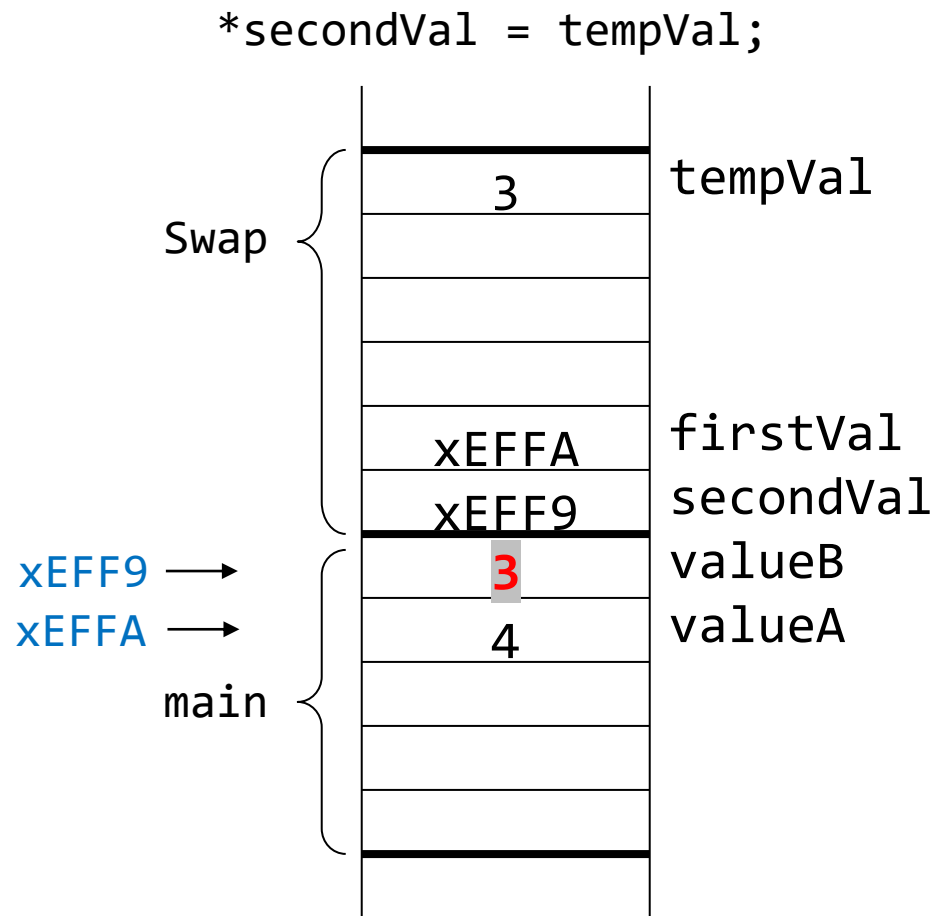 *secondVal = tempVal;
3 tempVal
Swap
xEFFA firstVal
xEFF9 secondVal
xEFF9 3 valueB
xEFFA 4 valueA
main